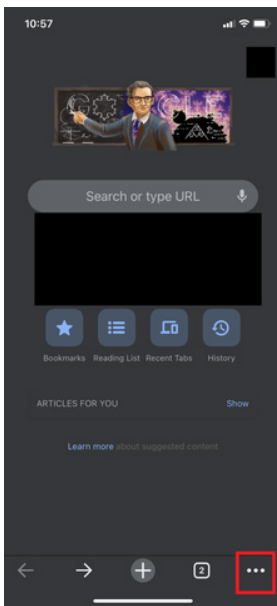 10:57
Search or type URL
Bookmarks Reading List Recent Tabs History
ARTICLES FOR YOU Show
Learn more about suggested content
2